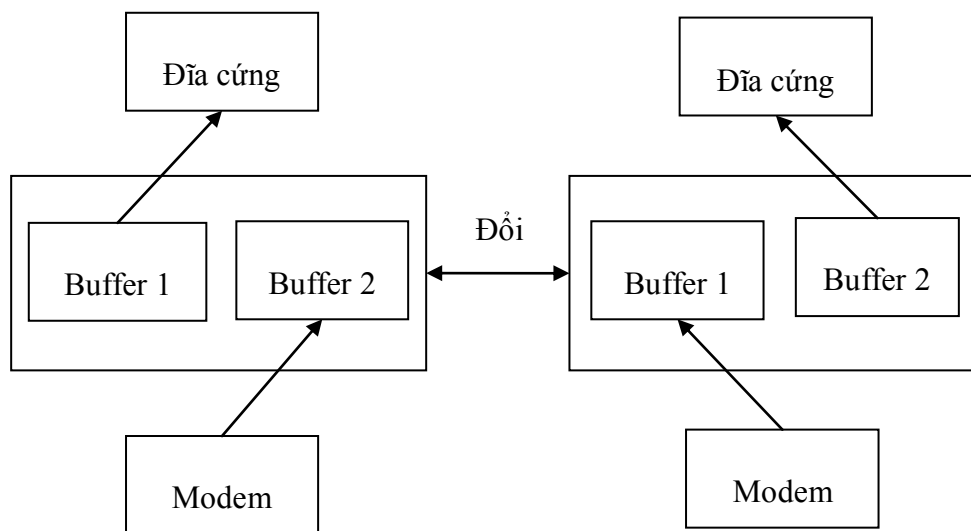 Đĩa cứng
Đĩa cứng
Đổi
Buffer 1
Buffer 2
Buffer 1
Buffer 2
Modem
Modem